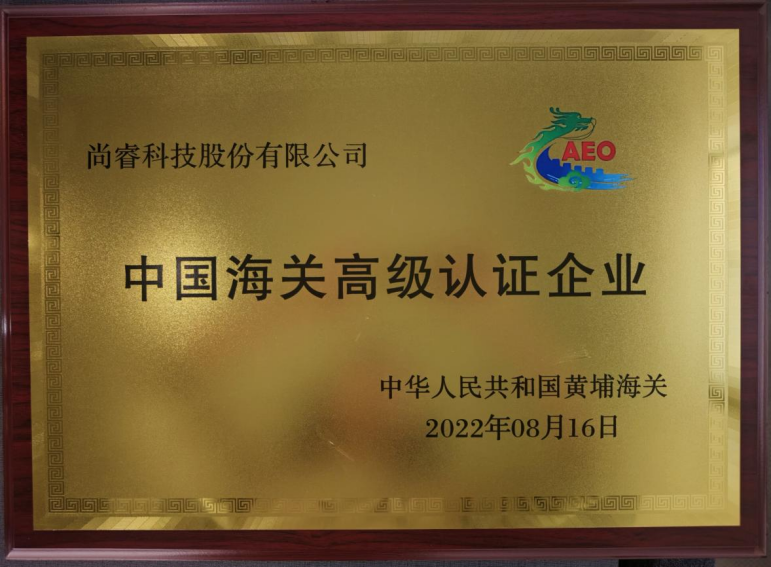 尚睿科技股份有限公司
AEO
中国海关高级认证企业
中华人民共和国黄埔海关
2022年08月16日